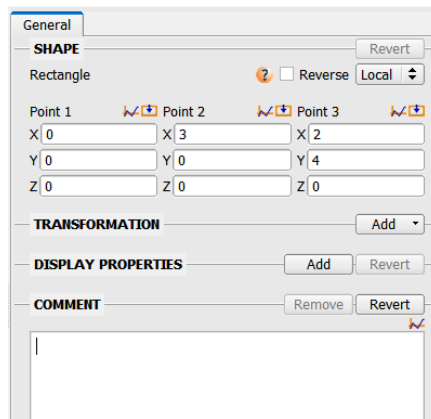 General
SHAPE Revert
Rectangle ? Reverse Local
Point 1 Point 2 Point 3
X 0 X 3 X 2
Y 0 Y 0 Y 4
Z 0 Z 0 Z 0
TRANSFORMATION Add
DISPLAY PROPERTIES Add Revert
COMMENT Remove Revert